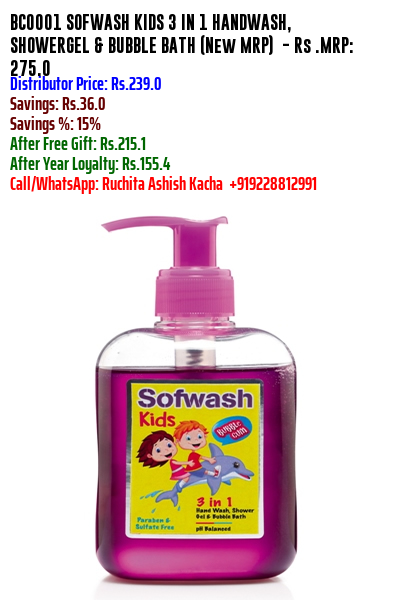 BC0001 SOFWASH KIDS 3 IN 1 HANDWASH,
SHOWERGEL & BUBBLE BATH (NEW MRP) - RS .MRP:
275.0
Distributor Price: Rs.239.0
Savings: Rs.36.0
Savings %: 15%
After Free Gift: Rs.215.1
After Year Loyalty: Rs.155.4
Call/WhatsApp: Ruchita Ashish Kacha +919228812991
Sofwash
Kids
BUBBLE
GUM
3 in 1
Hand Wash, Shower
Gel & Bubble Bath
Paraben &
Sulfate Free
pH Balanced